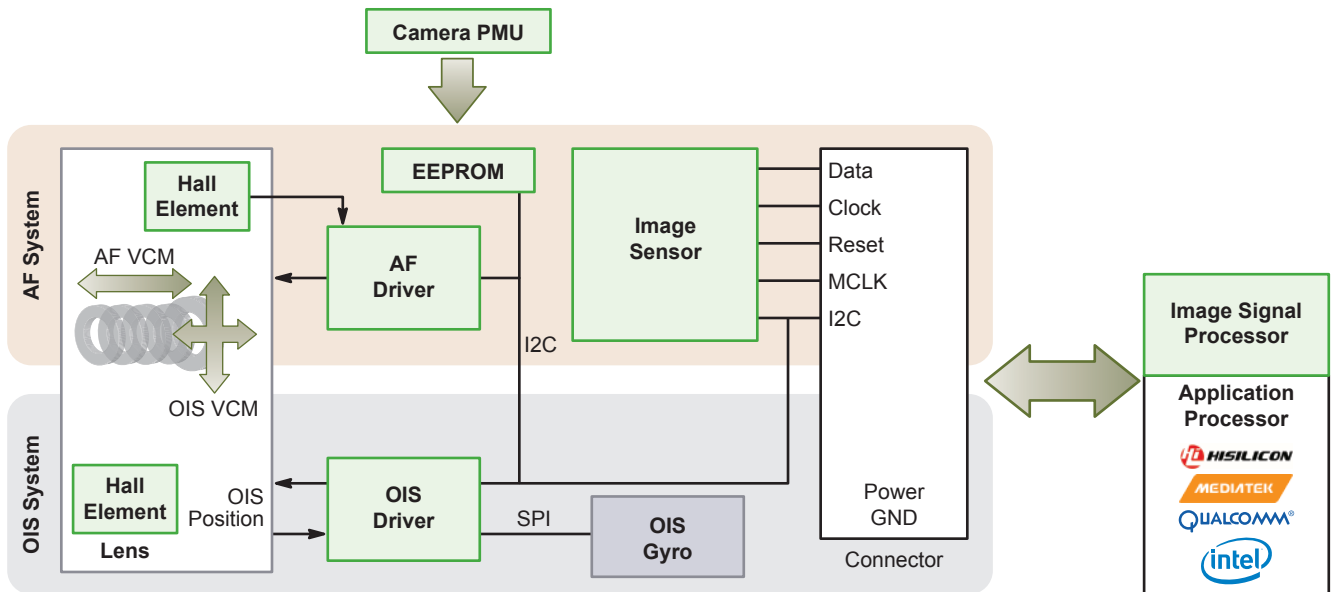 Camera PMU
AF System
Hall
Element
EEPROM
AF
Driver
AF VCM
OIS VCM
I2C
Image
Sensor
Data
Clock
Reset
MCLK
I2C
Power
GND
Connector
OIS System
Hall
Element
Lens
OIS
Position
OIS
Driver
SPI
OIS
Gyro
Image Signal
Processor
Application
Processor
Hi HISILICON
MEDIATEK
QUALCOMM®
intel